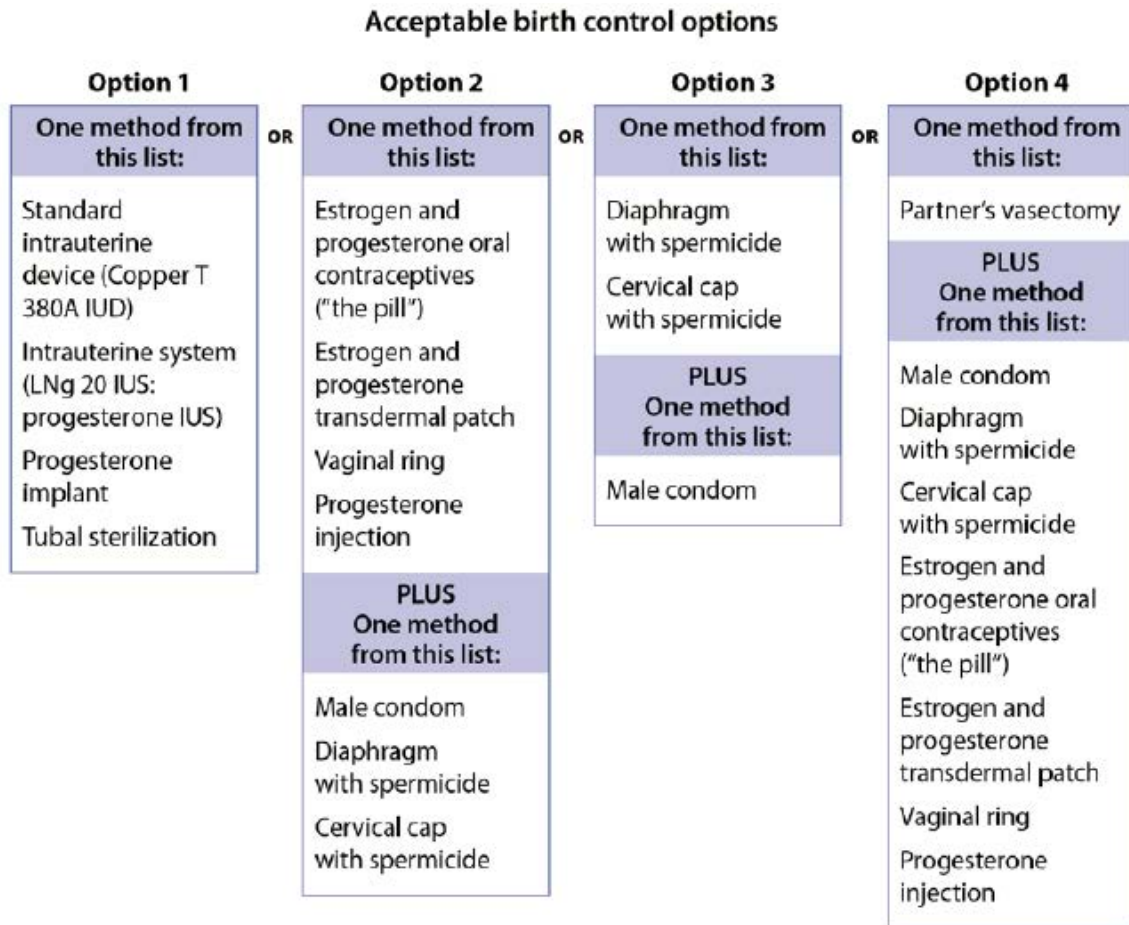 Acceptable birth control options
Option 1
One method from
this list:
Standard
intrauterine
device (Copper T
380A IUD)
Intrauterine system
(LNg 20 IUS:
progesterone IUS)
Progesterone
implant
Tubal sterilization
OR
Option 2
One method from
this list:
Estrogen and
progesterone oral
contraceptives
("the pill")
Estrogen and
progesterone
transdermal patch
Vaginal ring
Progesterone
injection
PLUS
One method
from this list:
Male condom
Diaphragm
with spermicide
Cervical cap
with spermicide
OR
Option 3
One method from
this list:
Diaphragm
with spermicide
Cervical cap
with spermicide
PLUS
One method
from this list:
Male condom
OR
Option 4
One method from
this list:
Partner's vasectomy
PLUS
One method
from this list:
Male condom
Diaphragm
with spermicide
Cervical cap
with spermicide
Estrogen and
progesterone oral
contraceptives
("the pill")
Estrogen and
progesterone
transdermal patch
Vaginal ring
Progesterone
injection